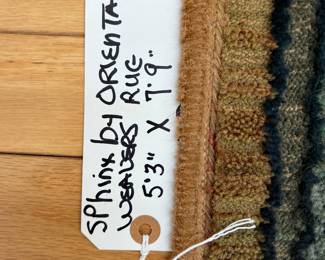 Sphinx by ORIENTA
WEAVERS RUG
5'3" X 7'9"